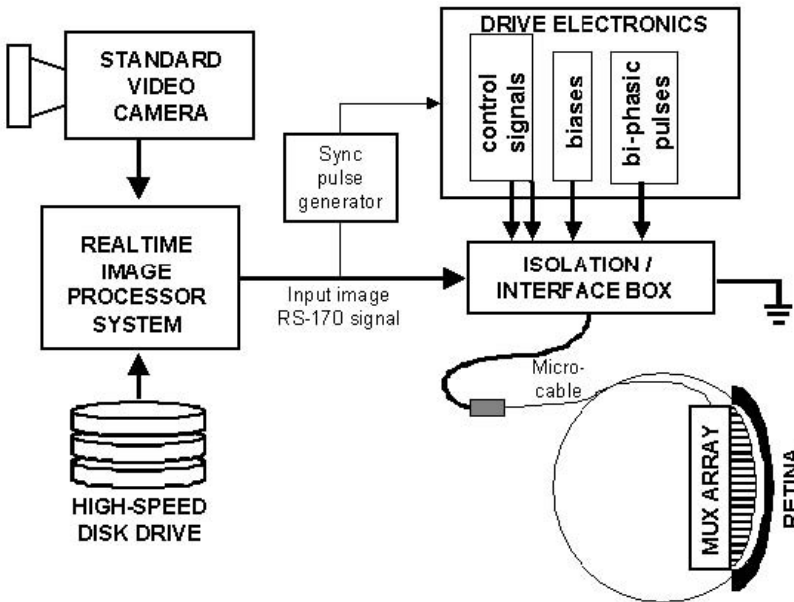 STANDARD
VIDEO
CAMERA
DRIVE ELECTRONICS
control
signals
biases
bi-phasic
pulses
Sync
pulse
generator
REALTIME
IMAGE
PROCESSOR
SYSTEM
Input image
RS-170 signal
ISOLATION /
INTERFACE BOX
Micro-
cable
MUX ARRAY
RETINA
HIGH-SPEED
DISK DRIVE